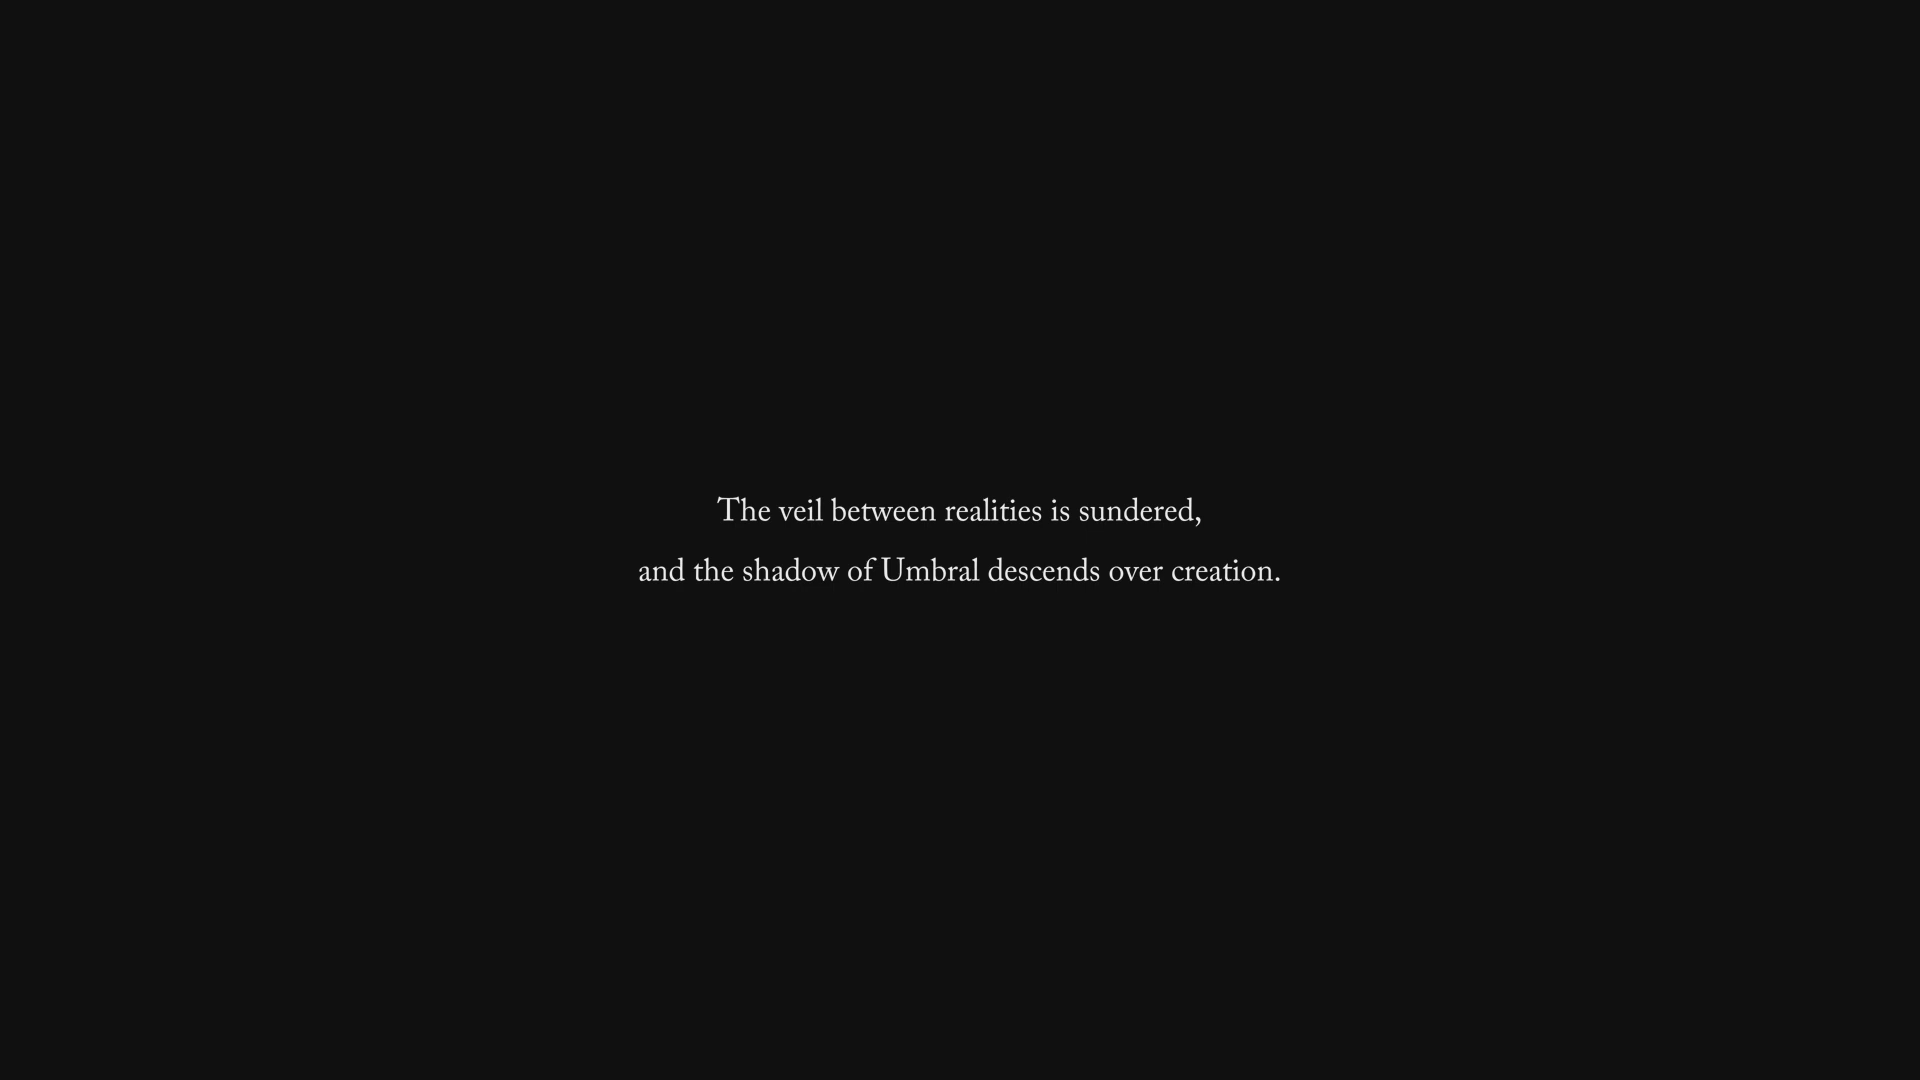 The veil between realities is sundered,
and the shadow of Umbral descends over creation.